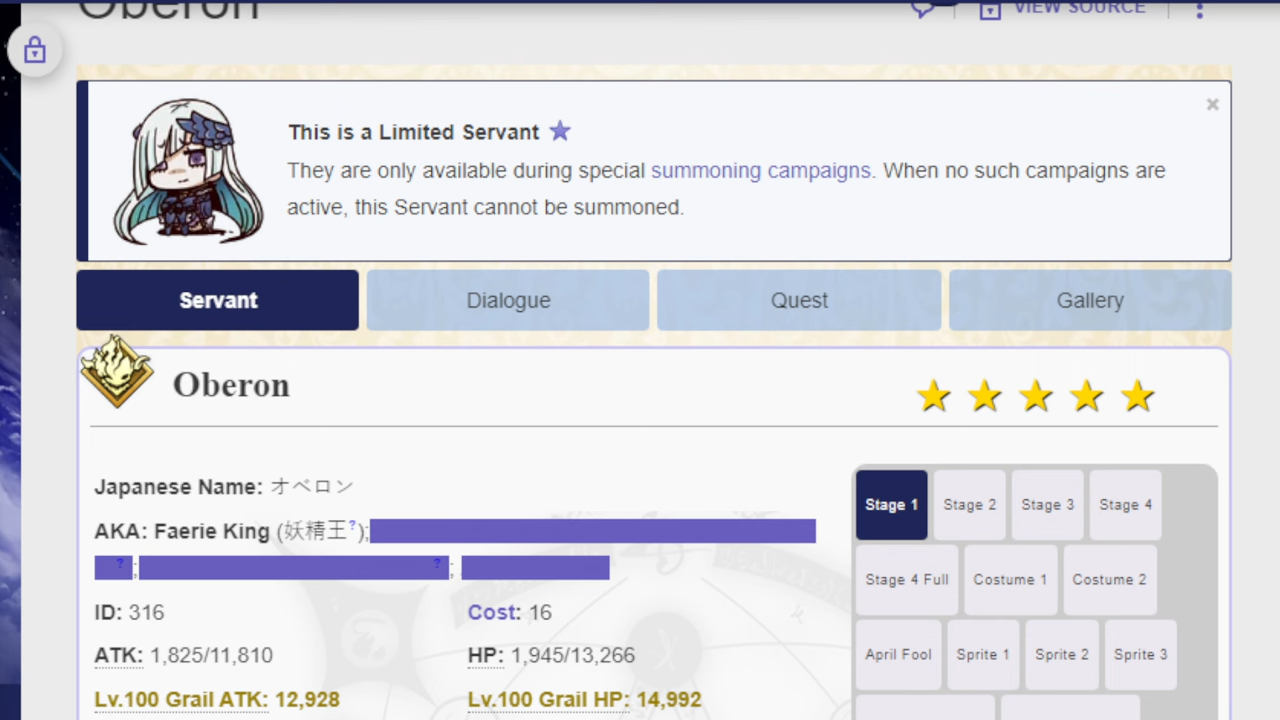 Oberon
VIEW SOURCE
This is a Limited Servant
They are only available during special summoning campaigns. When no such campaigns are
active, this Servant cannot be summoned.
×
Servant
Dialogue
Quest
Gallery
Oberon
Japanese Name: オベロン
AKA: Faerie King (妖精王?);
? ; ? ;
ID: 316
Cost: 16
ATK: 1,825/11,810
HP: 1,945/13,266
Lv.100 Grail ATK: 12,928
Lv.100 Grail HP: 14,992
Stage 1
Stage 2
Stage 3
Stage 4
Stage 4 Full
Costume 1
Costume 2
April Fool
Sprite 1
Sprite 2
Sprite 3